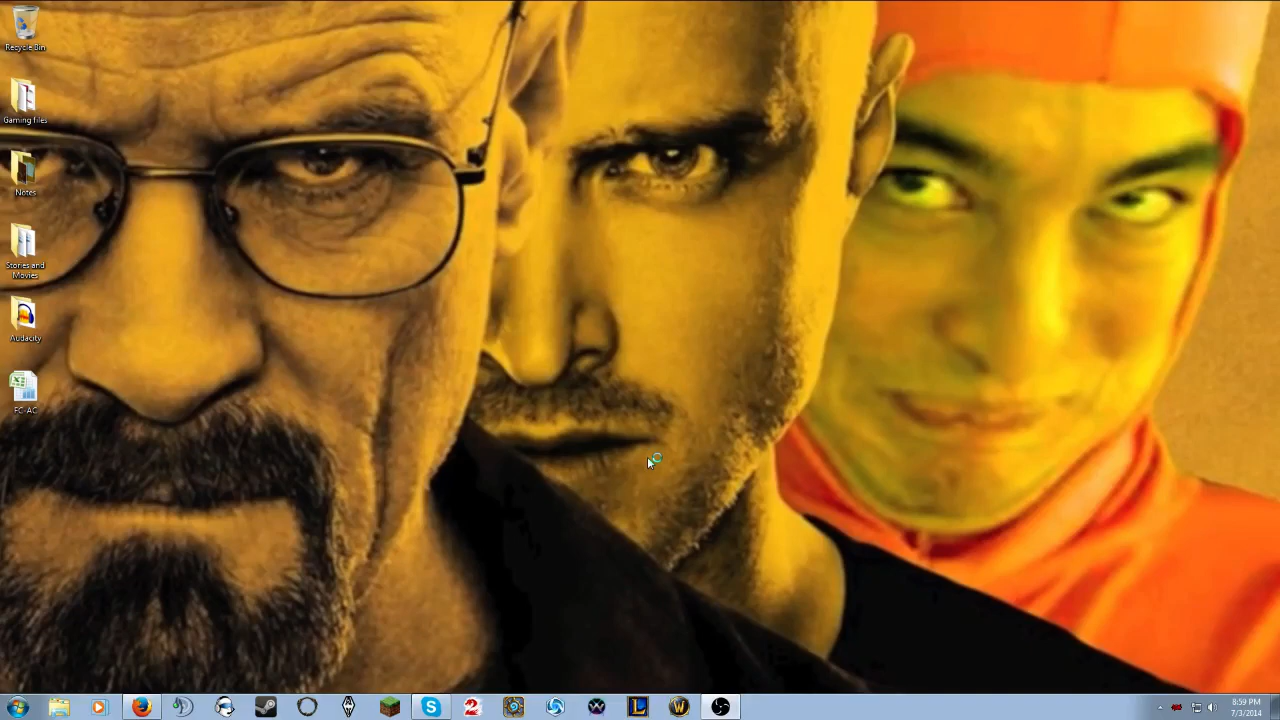 Recycle Bin
Gaming files
Notes
Stories and
Movies
Audacity
FC-AC
8:59 PM
7/3/2014